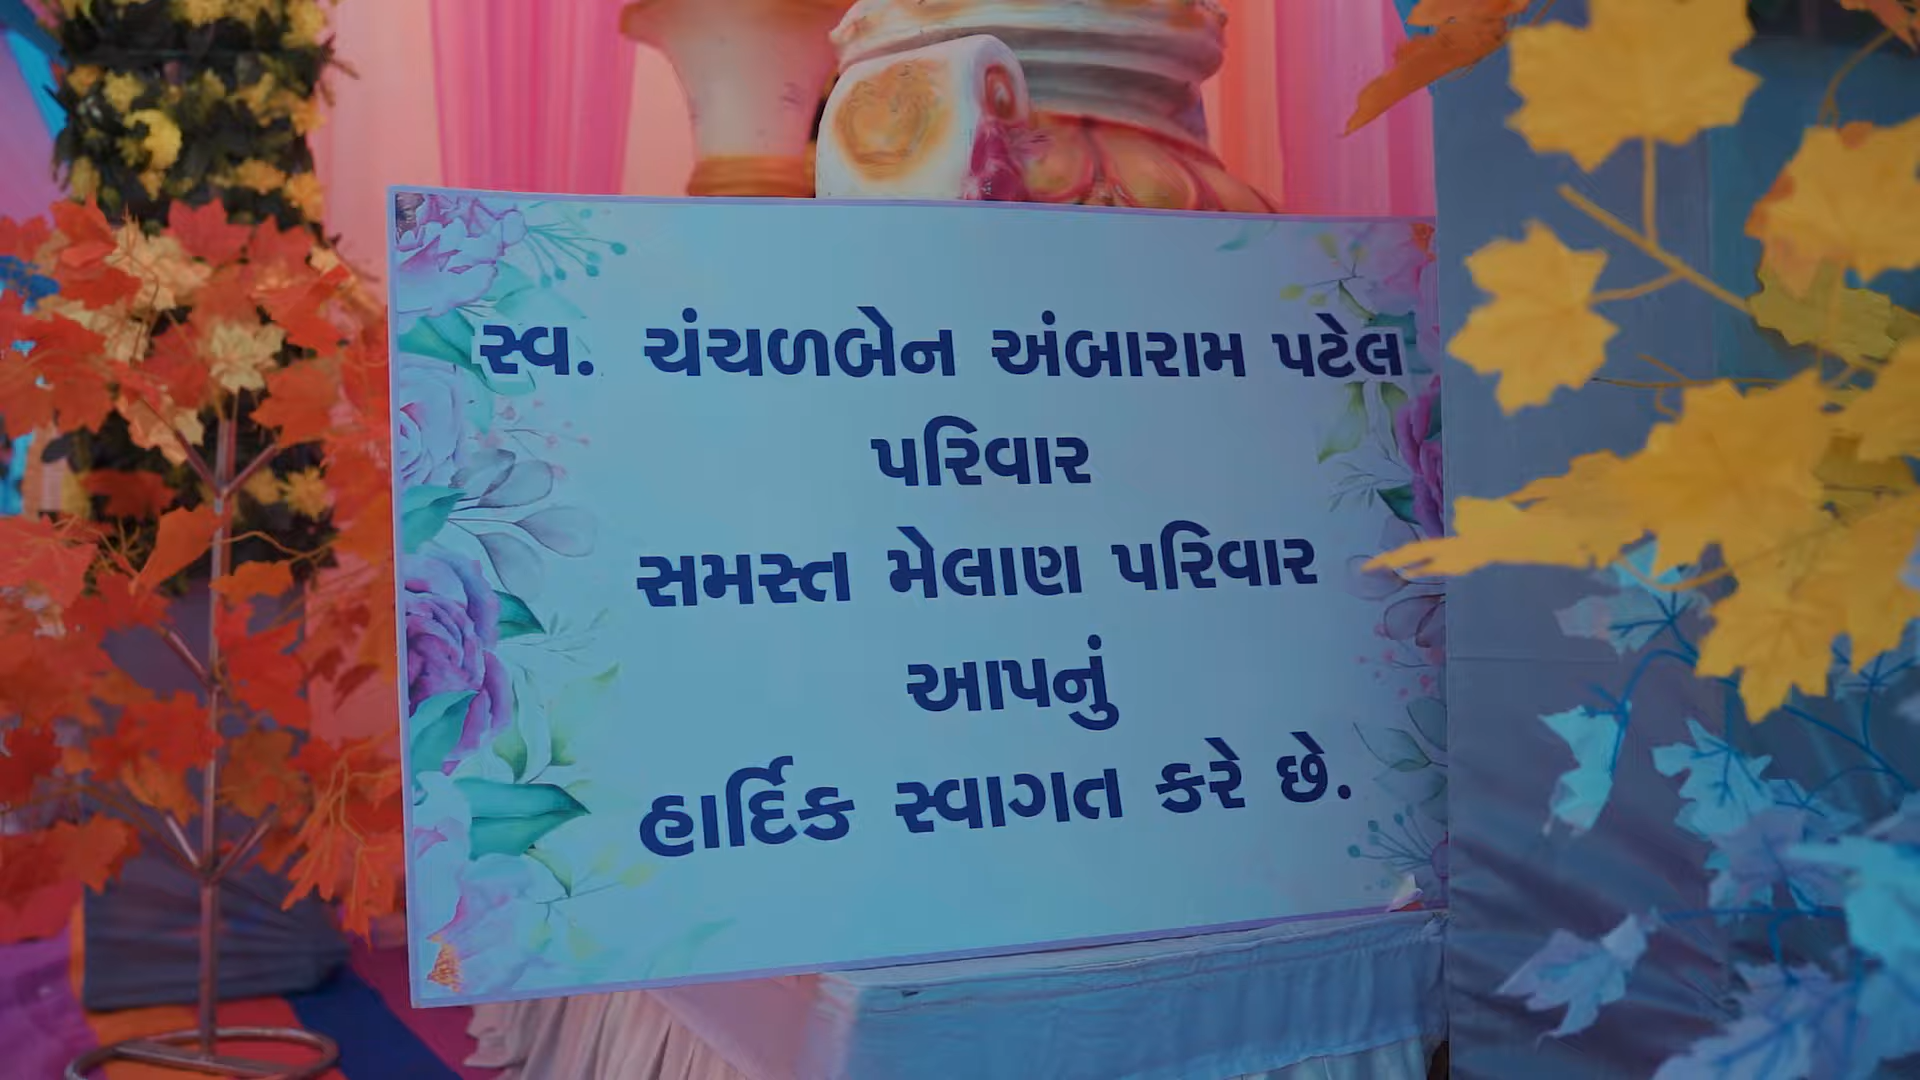 સ્વ. ચંચળબેન અંબારામ પટેલ
પરિવાર
સમસ્ત મેલાણ પરિવાર
આપનું
હાર્દિક સ્વાગત કરે છે.